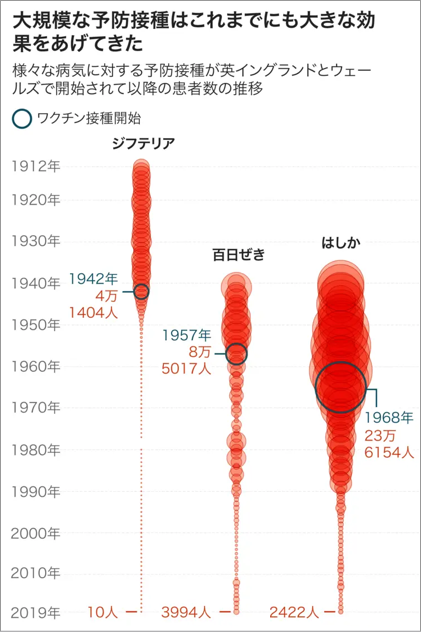 大規模な予防接種はこれまでにも大きな効
果をあげてきた
様々な病気に対する予防接種が英イングランドとウェー
ルズで開始されて以降の患者数の推移
ワクチン接種開始
ジフテリア
百日ぜき
はしか
1912年
1920年
1930年
1940年
1950年
1960年
1970年
1980年
1990年
2000年
2010年
2019年
1942年
4万
1404人
1957年
8万
5017人
1968年
23万
6154人
10人
3994人
2422人